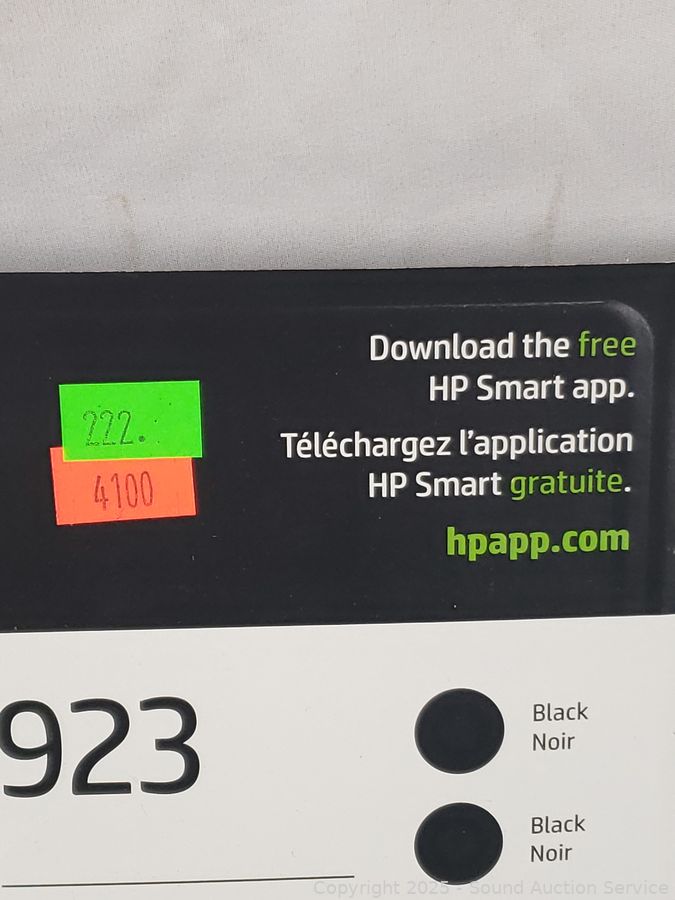 Download the free
HP Smart app.
Téléchargez l'application
HP Smart gratuite.
hpapp.com
222.
4100
923
Black
Noir
Black
Noir
Copyright 2025 - Sound Auction Service